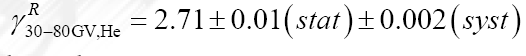 γ^R_{30–80GV,He} = 2.71±0.01(stat)±0.002(syst)